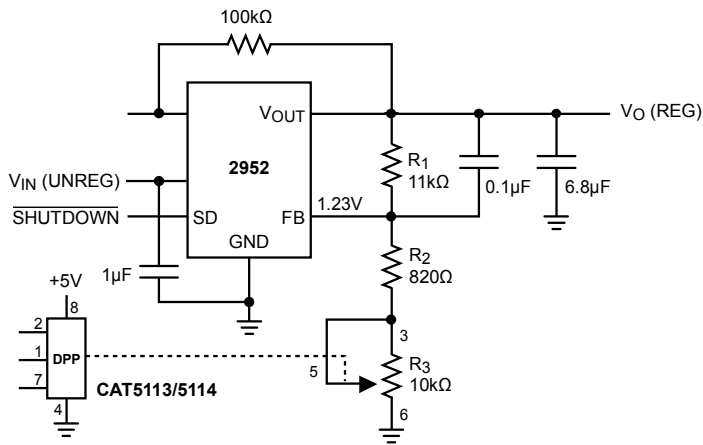 100kΩ
VOUT
VO (REG)
2952
R1
11kΩ
0.1µF
6.8µF
VIN (UNREG)
SHUTDOWN
SD
FB
1.23V
GND
R2
820Ω
1µF
+5V
8
2
1
7
DPP
4
CAT5113/5114
3
5
R3
10kΩ
6